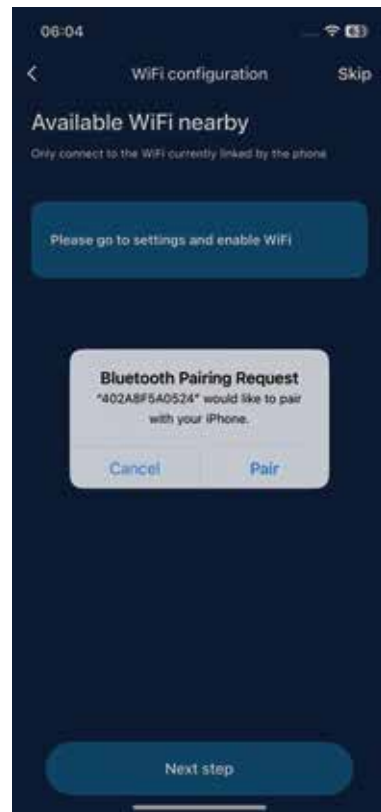 06:04
63
WiFi configuration
Skip
Available WiFi nearby
Only connect to the WiFi currently linked by the phone
Please go to settings and enable WiFi
Bluetooth Pairing Request
"402A8F5A0524" would like to pair
with your iPhone.
Cancel
Pair
Next step